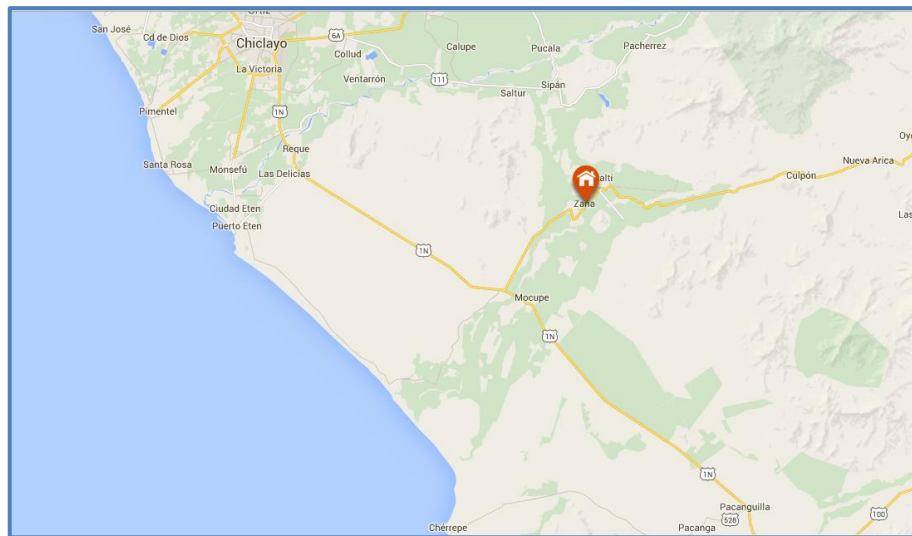 Ortiz
San José
Cd de Dios
6A
Chiclayo
Calupe
Pucala
Pacherrez
Collud
La Victoria
Ventarrón
111
Sipán
Saltur
Pimentel
1N
Reque
Santa Rosa
Monsefú
Las Delicias
Nueva Arica
Culpón
Zaña
Ciudad Eten
Puerto Eten
1N
Mocupe
1N
1N
Pacanguilla
100
52B
Pacanga
Chérrepe